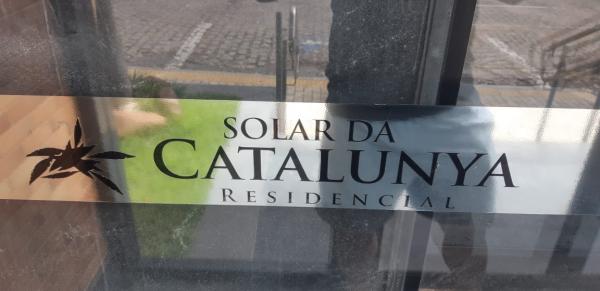 SOLAR DA
CATALUNYA
RESIDENCIAL